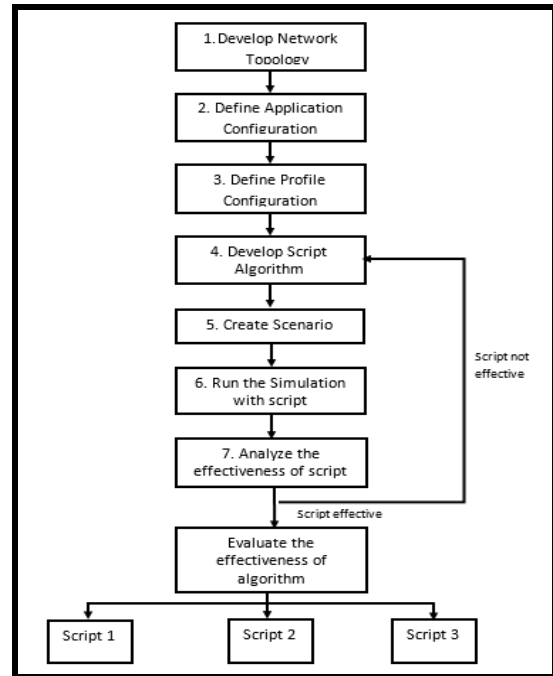 1.Develop Network
Topology
2. Define Application
Configuration
3. Define Profile
Configuration
4. Develop Script
Algorithm
5. Create Scenario
Script not
effective
6. Run the Simulation
with script
7. Analyze the
effectiveness of script
Script effective
Evaluate the
effectiveness of
algorithm
Script 1
Script 2
Script 3